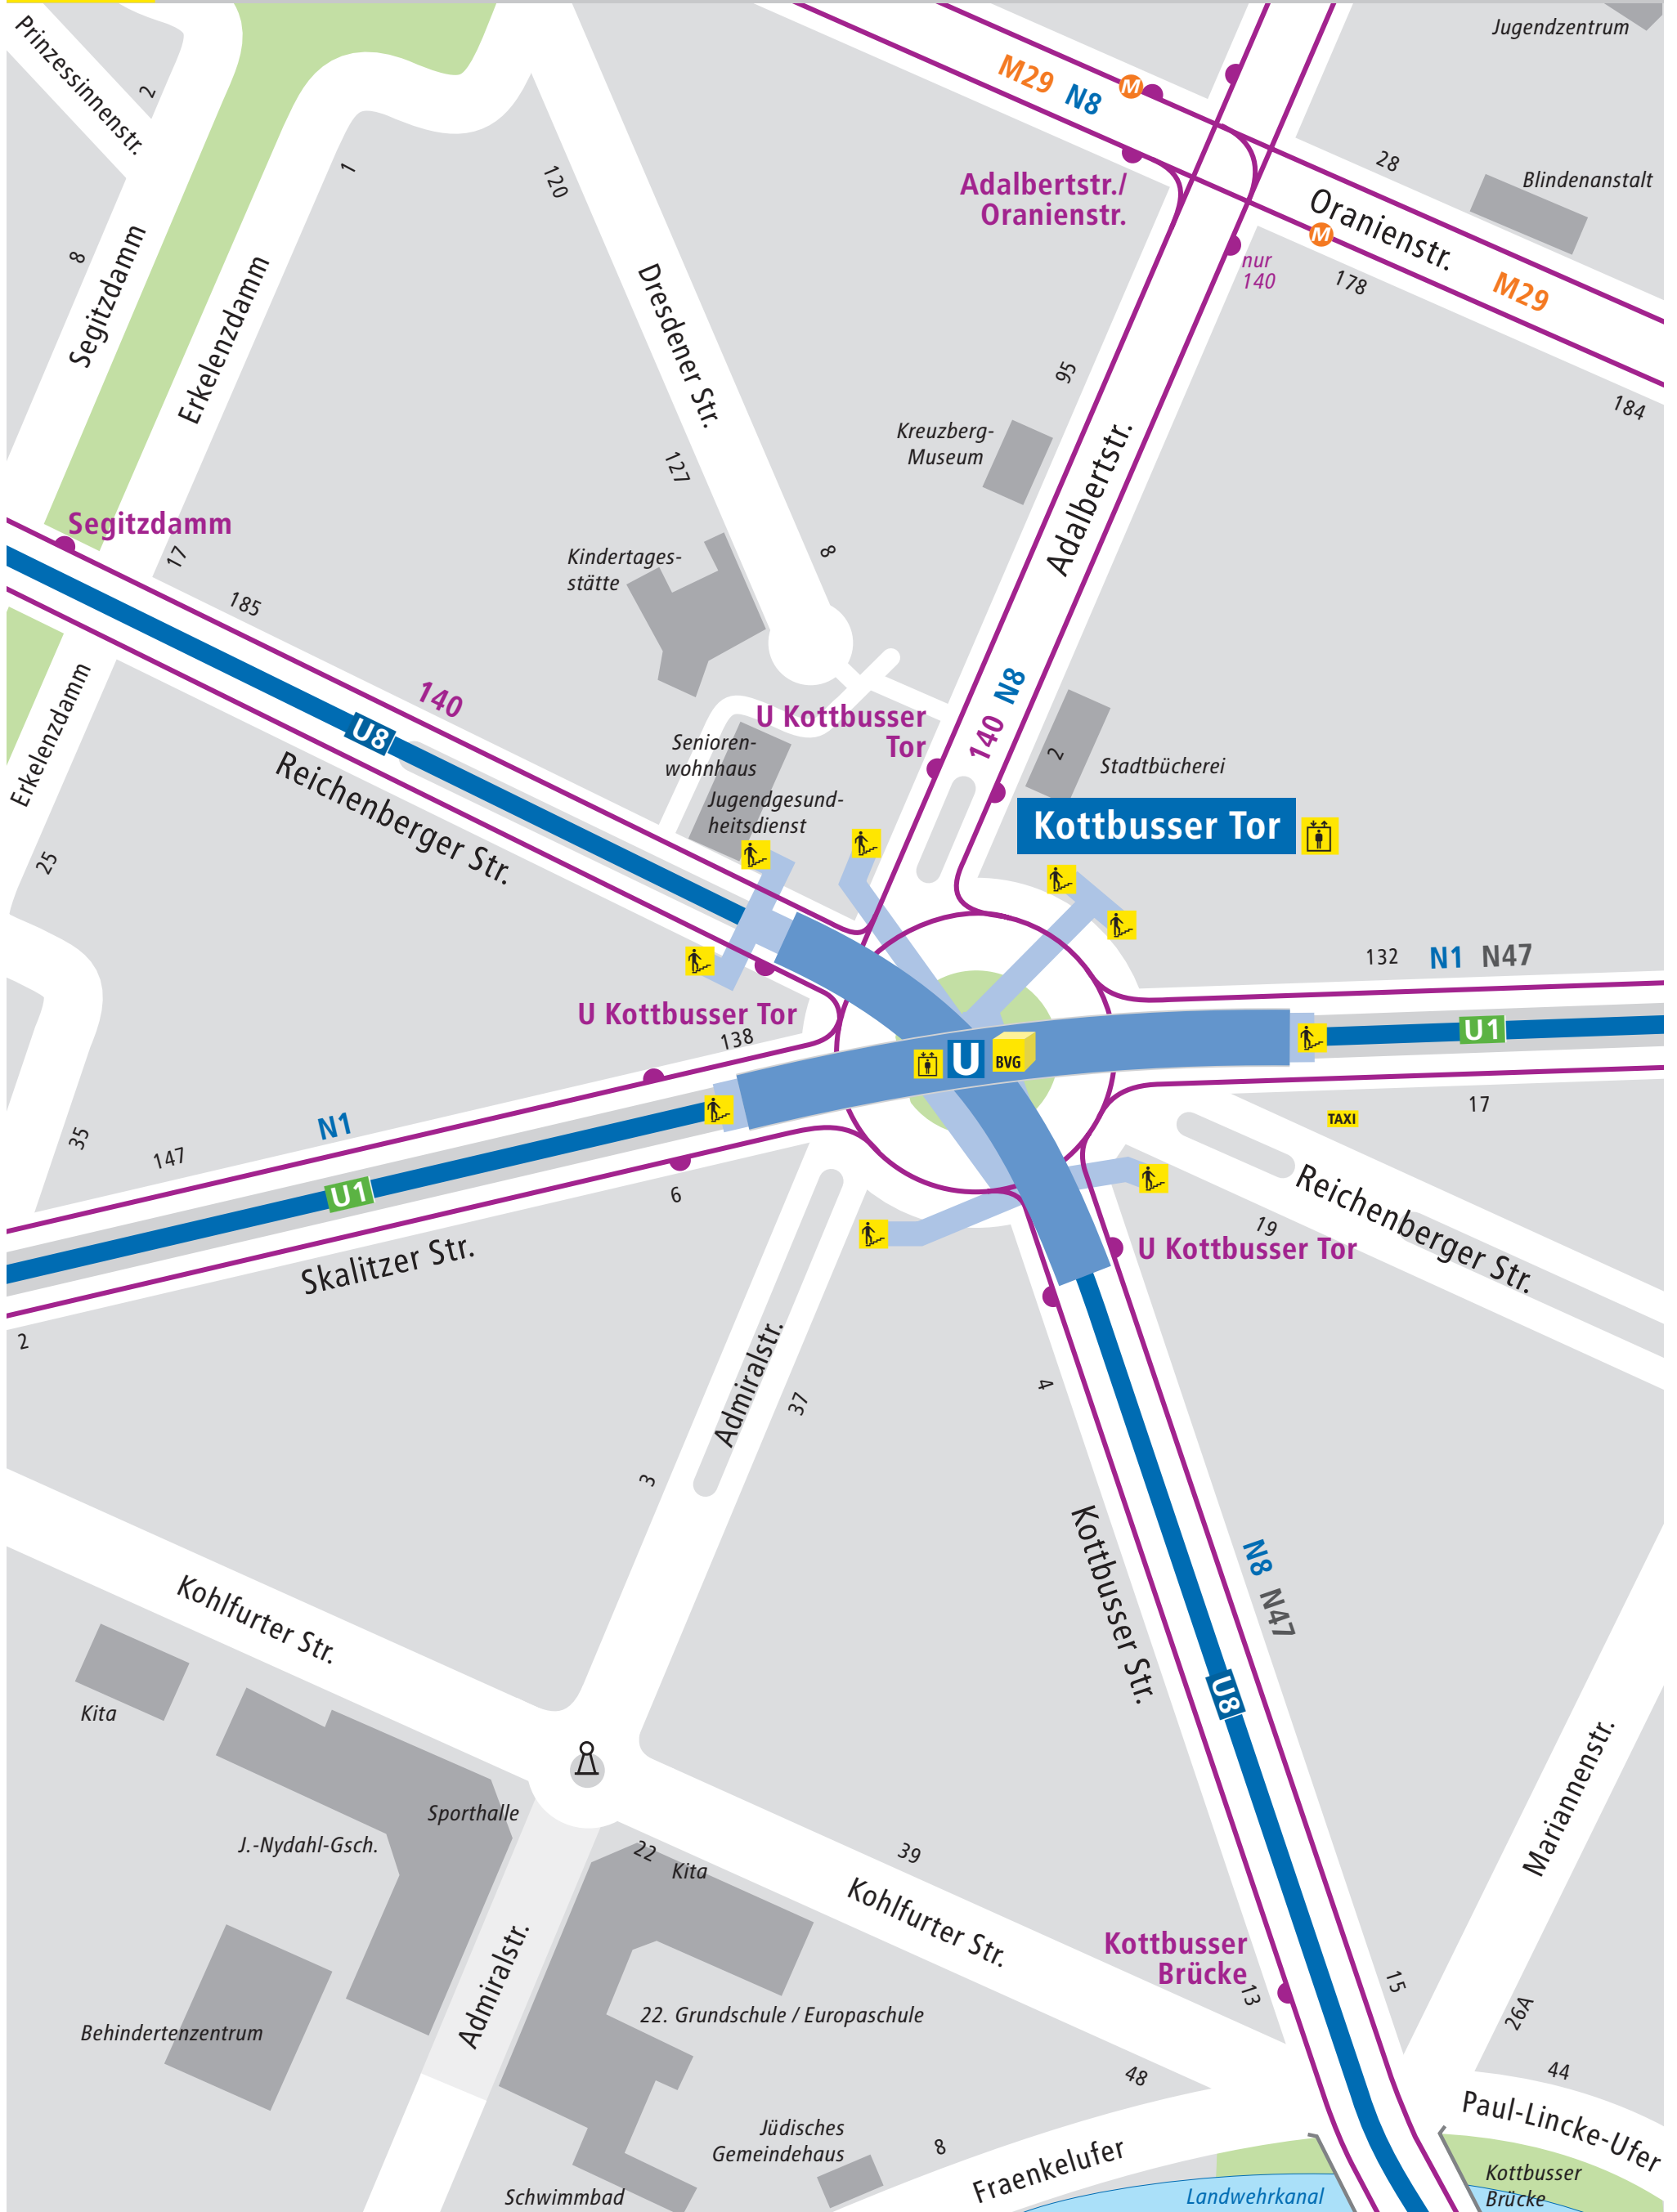 Jugendzentrum
Prinzessinnenstr.
2
M29 N8
M
1
120
28
Blindenanstalt
Adalbertstr./
Oranienstr.
Oranienstr.
M
nur
140
178
M29
8
Segitzdamm
Erkelenzdamm
Dresdener Str.
95
184
Kreuzberg-
Museum
Adalbertstr.
127
Segitzdamm
17
185
Kindertages-
stätte
8
140
U8
Erkelenzdamm
Reichenberger Str.
25
U Kottbusser
Tor
140 N8
Senioren-
wohnhaus
Jugendgesund-
heitsdienst
2
Stadtbücherei
Kottbusser Tor
132
N1 N47
U Kottbusser Tor
138
U
BVG
U1
17
TAXI
35
147
N1
U1
6
Skalitzer Str.
2
Reichenberger Str.
19
U Kottbusser Tor
Admiralstr.
37
3
4
Kottbusser Str.
N8 N47
U8
Kohlfurter Str.
Kita
Sporthalle
J.-Nydahl-Gsch.
22
Kita
39
Kohlfurter Str.
Mariannenstr.
Admiralstr.
Kottbusser
Brücke
13
15
26A
22. Grundschule / Europaschule
Behindertenzentrum
48
44
Paul-Lincke-Ufer
Jüdisches
Gemeindehaus
8
Fraenkelufer
Schwimmbad
Landwehrkanal
Kottbusser
Brücke